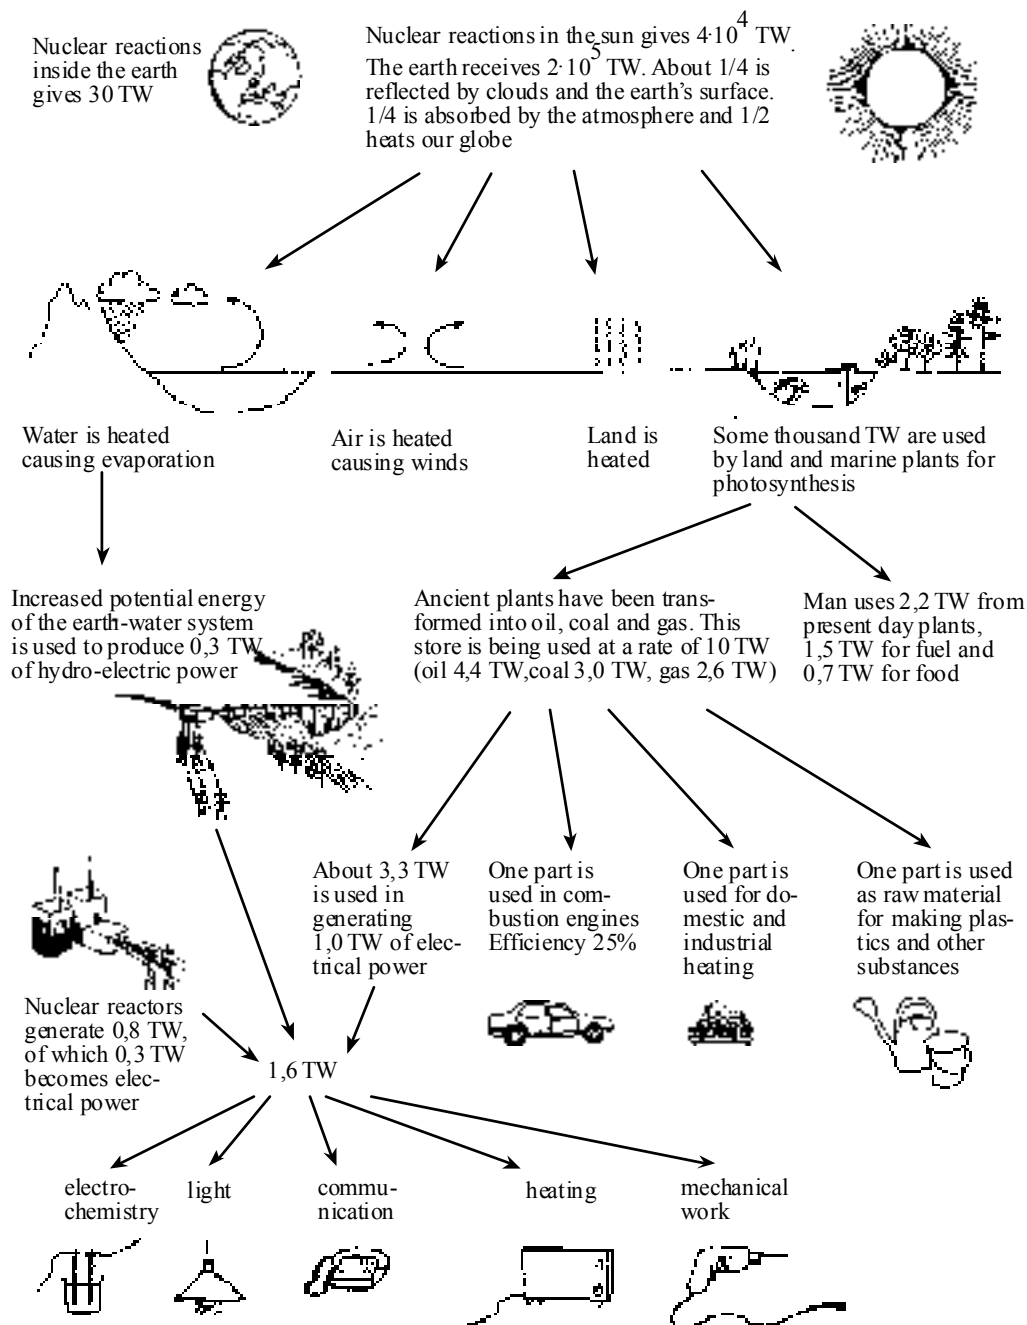 Nuclear reactions
inside the earth
gives 30 TW
Nuclear reactions in the sun gives 4·10^4 TW.
The earth receives 2·10^5 TW. About 1/4 is
reflected by clouds and the earth's surface.
1/4 is absorbed by the atmosphere and 1/2
heats our globe
Water is heated
causing evaporation
Air is heated
causing winds
Land is
heated
Some thousand TW are used
by land and marine plants for
photosynthesis
Increased potential energy
of the earth-water system
is used to produce 0,3 TW
of hydro-electric power
Ancient plants have been trans-
formed into oil, coal and gas. This
store is being used at a rate of 10 TW
(oil 4,4 TW,coal 3,0 TW, gas 2,6 TW)
Man uses 2,2 TW from
present day plants,
1,5 TW for fuel and
0,7 TW for food
About 3,3 TW
is used in
generating
1,0 TW of elec-
trical power
One part is
used in com-
bustion engines
Efficiency 25%
One part is
used for do-
mestic and
industrial
heating
One part is used
as raw material
for making plas-
tics and other
substances
Nuclear reactors
generate 0,8 TW,
of which 0,3 TW
becomes elec-
trical power
1,6 TW
electro-
chemistry
light
commu-
nication
heating
mechanical
work